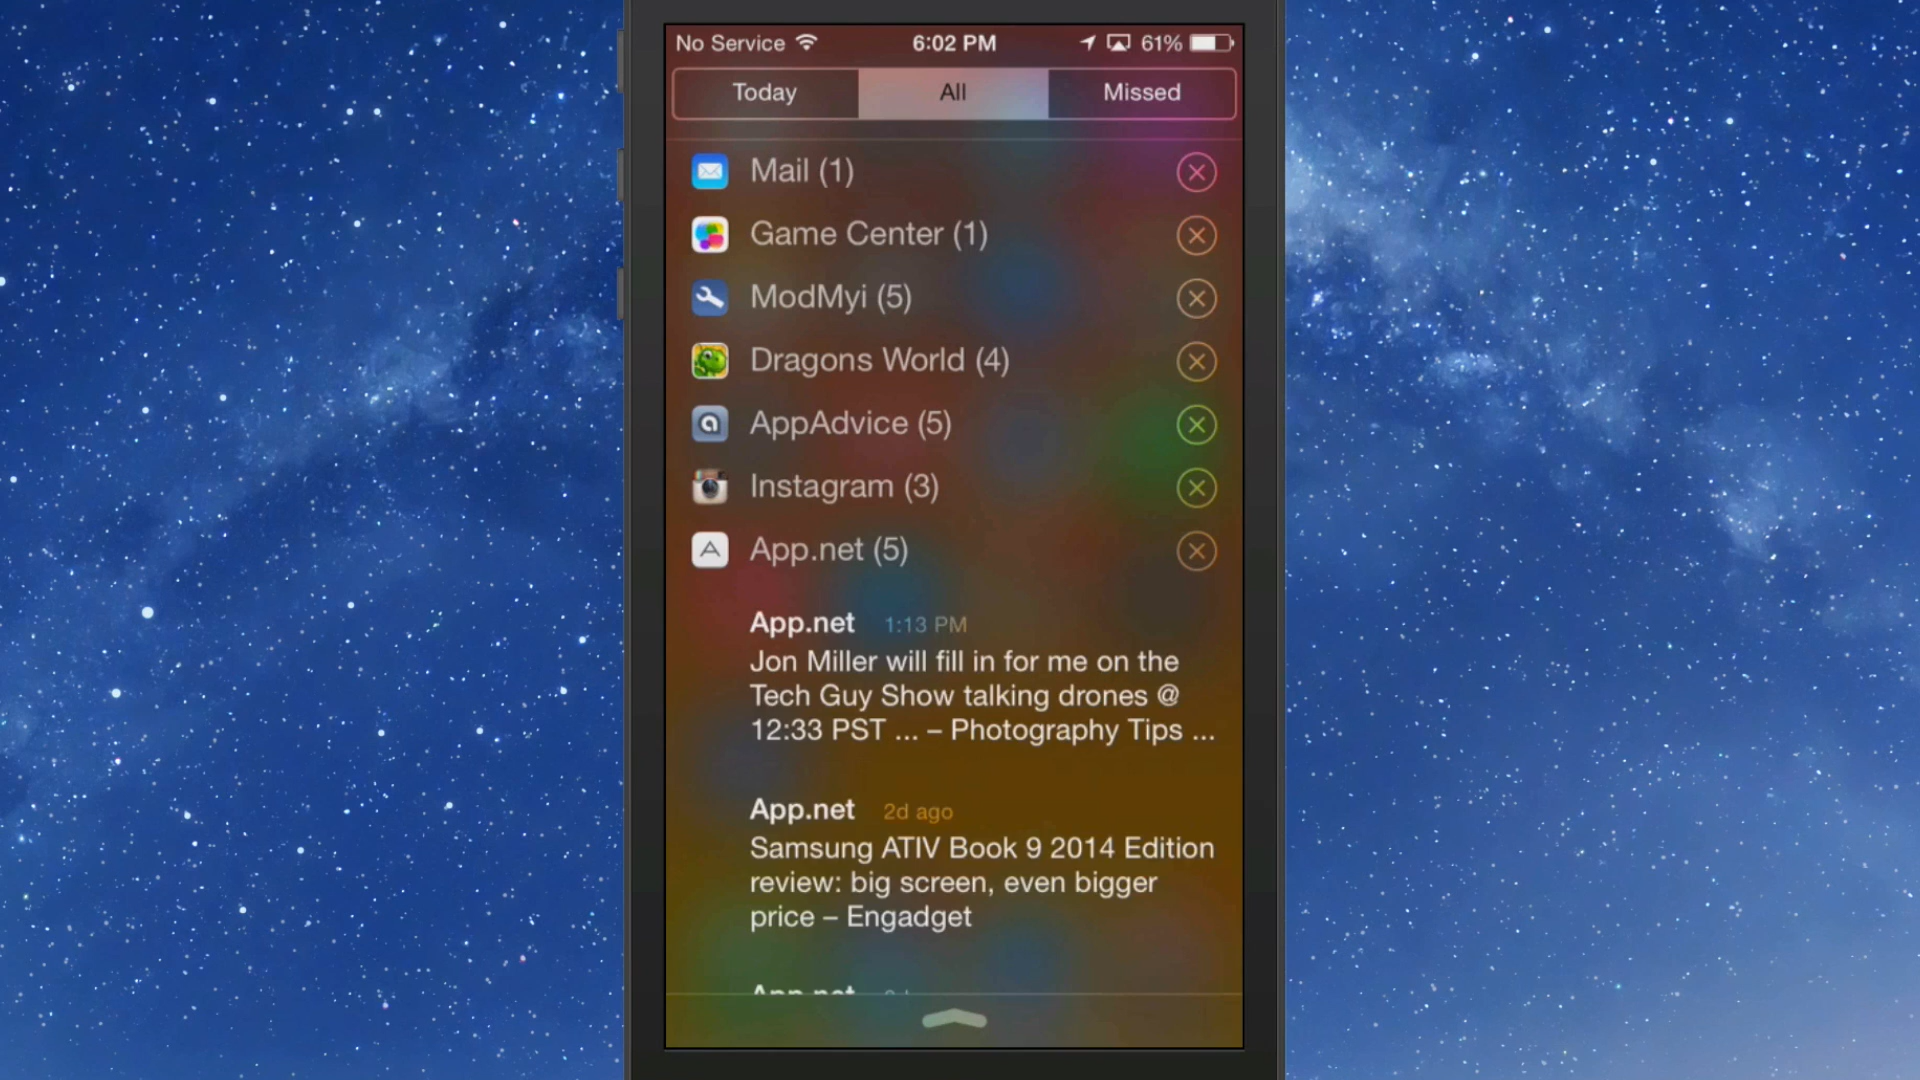 No Service 6:02 PM 61%
Today All Missed
Mail (1)
Game Center (1)
ModMyi (5)
Dragons World (4)
AppAdvice (5)
Instagram (3)
App.net (5)
App.net 1:13 PM
Jon Miller will fill in for me on the
Tech Guy Show talking drones @
12:33 PST ... – Photography Tips ...
App.net 2d ago
Samsung ATIV Book 9 2014 Edition
review: big screen, even bigger
price – Engadget
App.net